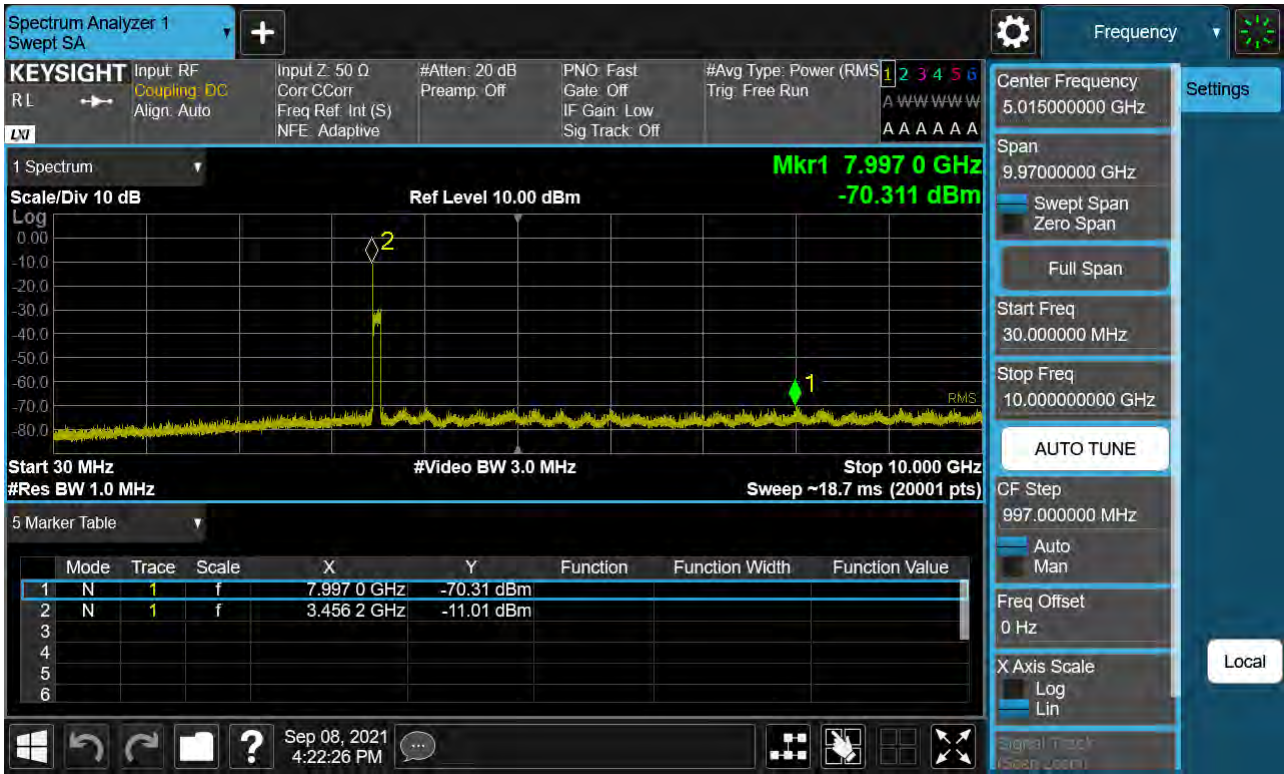 Spectrum Analyzer 1
Swept SA
Frequency
KEYSIGHT
RL
LXI
Input: RF
Coupling: DC
Align: Auto
Input Z: 50 Ω
Corr CCorr
Freq Ref: Int (S)
NFE: Adaptive
#Atten: 20 dB
Preamp: Off
PNO: Fast
Gate: Off
IF Gain: Low
Sig Track: Off
#Avg Type: Power (RMS
Trig: Free Run
1 2 3 4 5 6
A W W W W W
A A A A A A
1 Spectrum
Scale/Div 10 dB
Ref Level 10.00 dBm
Mkr1 7.997 0 GHz
-70.311 dBm
Log
0.00
-10.0
-20.0
-30.0
-40.0
-50.0
-60.0
-70.0
-80.0
2
1
RMS
Start 30 MHz
#Video BW 3.0 MHz
Stop 10.000 GHz
#Res BW 1.0 MHz
Sweep ~18.7 ms (20001 pts)
5 Marker Table
Mode Trace Scale X Y Function Function Width Function Value
1 N 1 f 7.997 0 GHz -70.31 dBm
2 N 1 f 3.456 2 GHz -11.01 dBm
3
4
5
6
Sep 08, 2021
4:22:26 PM
Center Frequency
5.015000000 GHz
Settings
Span
9.97000000 GHz
Swept Span
Zero Span
Full Span
Start Freq
30.000000 MHz
Stop Freq
10.000000000 GHz
AUTO TUNE
CF Step
997.000000 MHz
Auto
Man
Freq Offset
0 Hz
X Axis Scale
Log
Lin
Local
Signal Track
(Span Zoom)